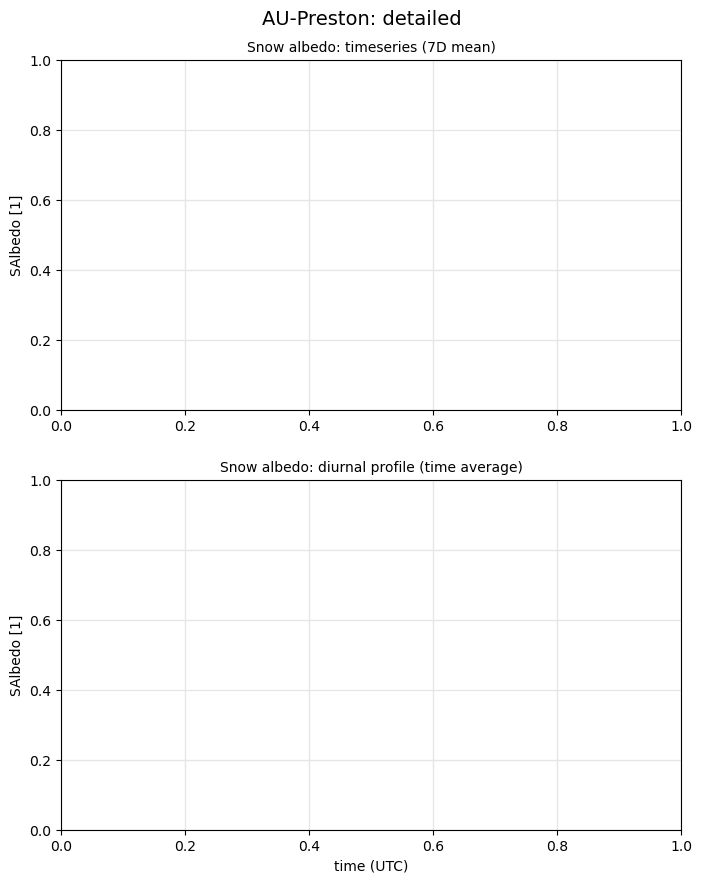 AU-Preston: detailed
Snow albedo: timeseries (7D mean)
1.0
0.8
0.6
0.4
0.2
0.0
SAlbedo [1]
0.0 0.2 0.4 0.6 0.8 1.0
Snow albedo: diurnal profile (time average)
1.0
0.8
0.6
0.4
0.2
0.0
SAlbedo [1]
0.0 0.2 0.4 0.6 0.8 1.0
time (UTC)